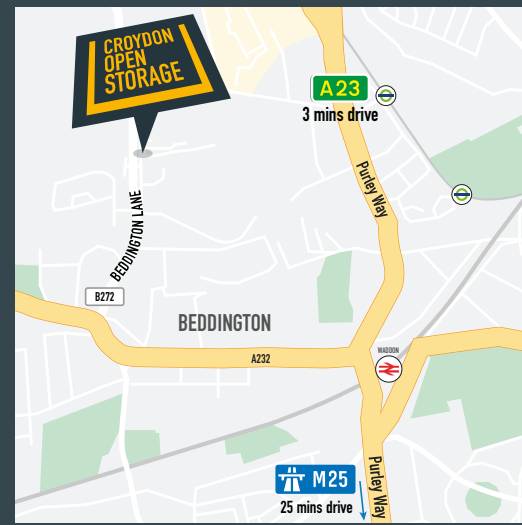 CROYDON
OPEN
STORAGE
A23
3 mins drive
Purley Way
BEDDINGTON LANE
B272
BEDDINGTON
WADDON
A232
M25
25 mins drive
Purley Way